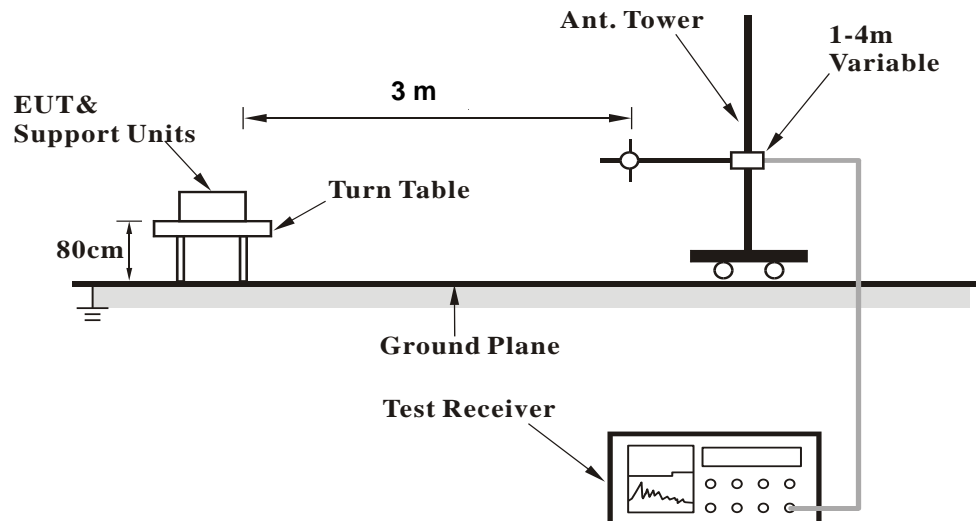 Ant. Tower
1-4m
Variable
3 m
EUT&
Support Units
Turn Table
80cm
Ground Plane
Test Receiver